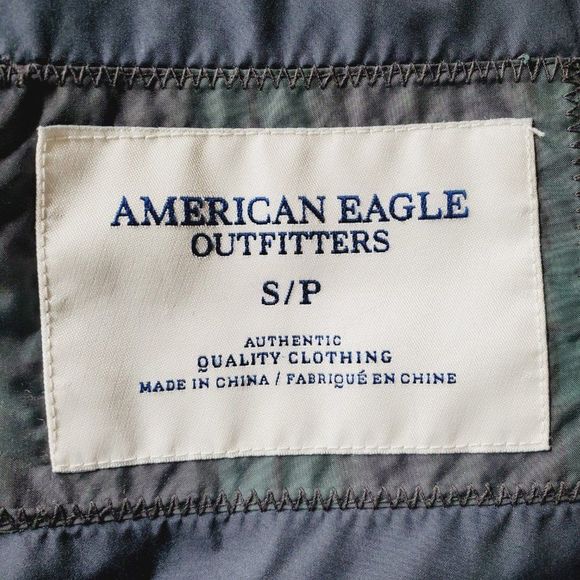 AMERICAN EAGLE
OUTFITTERS
S/P
AUTHENTIC
QUALITY CLOTHING
MADE IN CHINA / FABRIQUÉ EN CHINE